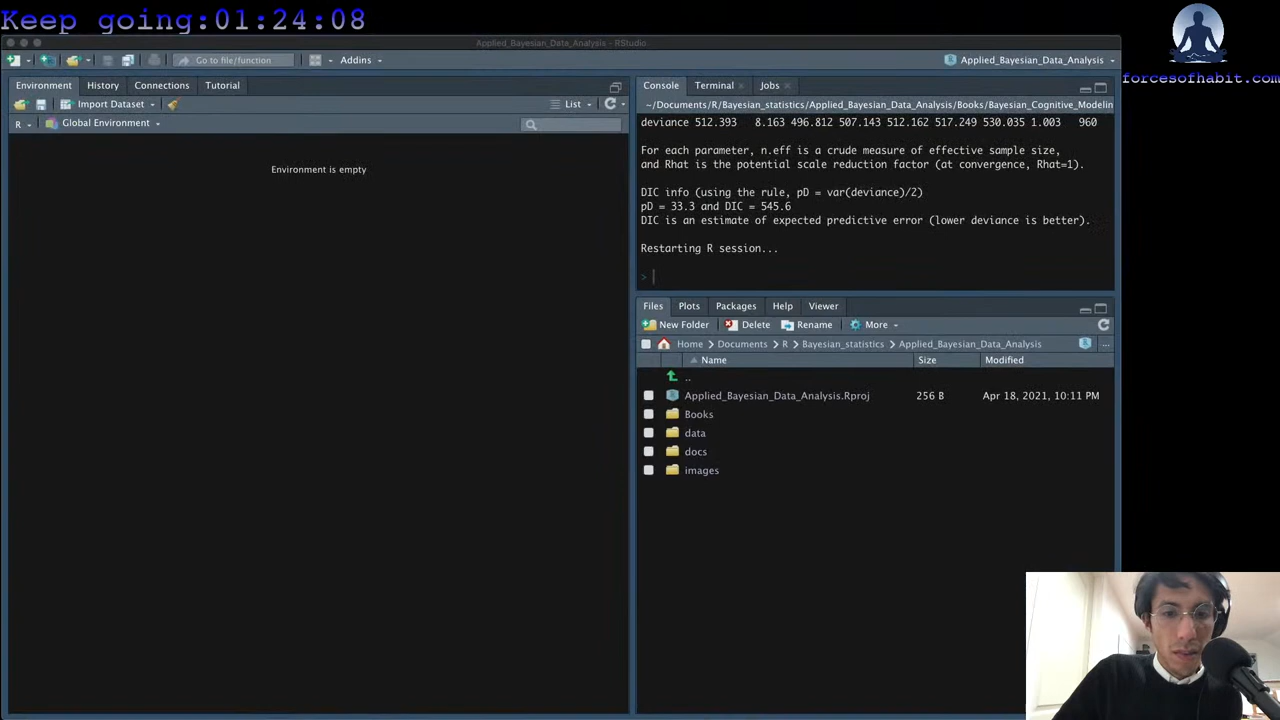 Keep going:01:24:08
forcesofhabit.com
Applied_Bayesian_Data_Analysis - RStudio
Go to file/function
Addins
Applied_Bayesian_Data_Analysis
Environment
History
Connections
Tutorial
Import Dataset
List
R
Global Environment
Environment is empty
Console
Terminal
Jobs
~/Documents/R/Bayesian_statistics/Applied_Bayesian_Data_Analysis/Books/Bayesian_Cognitive_Modelin
deviance 512.393 8.163 496.812 507.143 512.162 517.249 530.035 1.003 960
For each parameter, n.eff is a crude measure of effective sample size,
and Rhat is the potential scale reduction factor (at convergence, Rhat=1).
DIC info (using the rule, pD = var(deviance)/2)
pD = 33.3 and DIC = 545.6
DIC is an estimate of expected predictive error (lower deviance is better).
Restarting R session...
>
Files
Plots
Packages
Help
Viewer
New Folder
Delete
Rename
More
Home > Documents > R > Bayesian_statistics > Applied_Bayesian_Data_Analysis
...
Name
Size
Modified
..
Applied_Bayesian_Data_Analysis.Rproj 256 B Apr 18, 2021, 10:11 PM
Books
data
docs
images